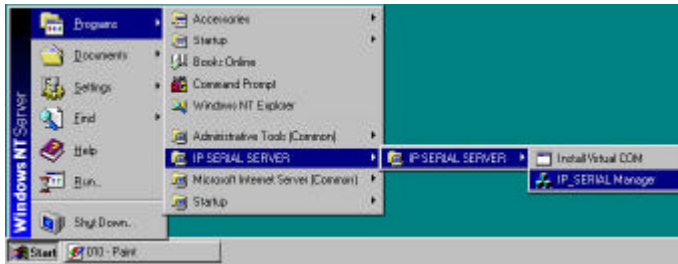 Windows NT Server
Programs
Documents
Settings
Find
Help
Run...
Shut Down...
Accessories
Startup
Books Online
Command Prompt
Windows NT Explorer
Administrative Tools (Common)
IP SERIAL SERVER
Microsoft Internet Server (Common)
Startup
IP SERIAL SERVER
Install Virtual COM
IP_SERIAL Manager
Start
010 - Paint